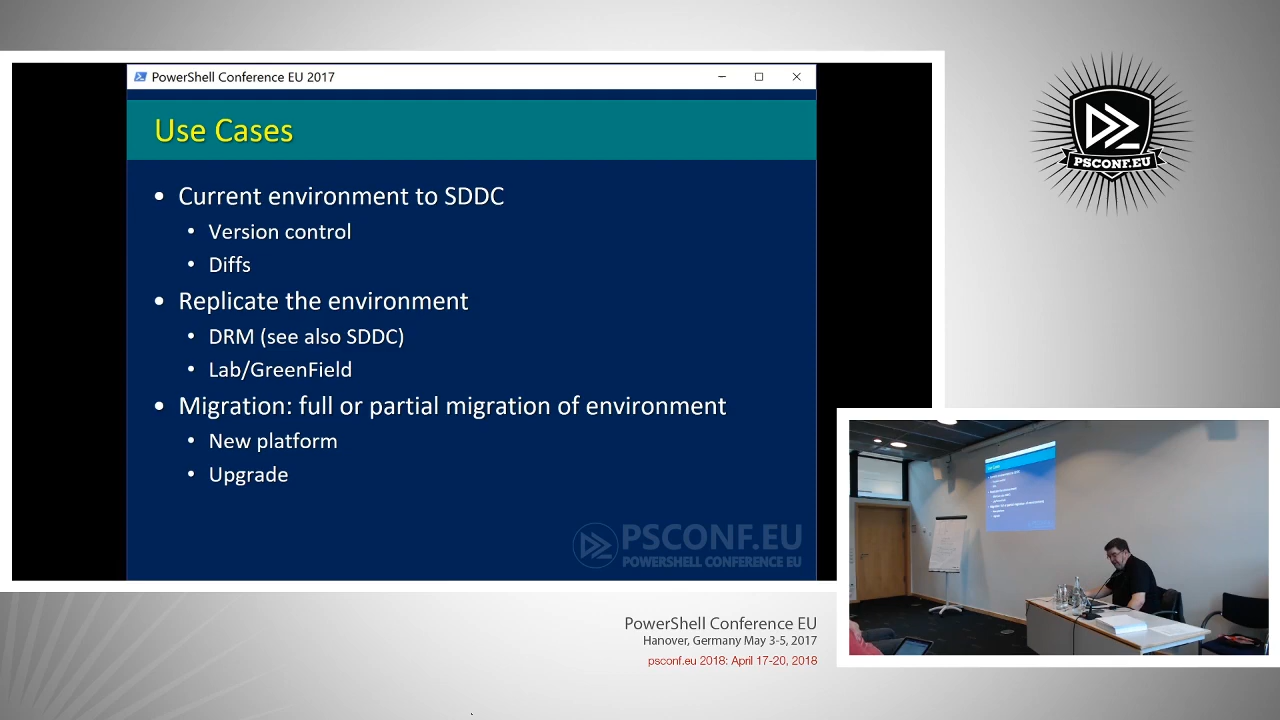 PowerShell Conference EU 2017
Use Cases
• Current environment to SDDC
• Version control
• Diffs
• Replicate the environment
• DRM (see also SDDC)
• Lab/GreenField
• Migration: full or partial migration of environment
• New platform
• Upgrade
PSCONF.EU
POWERSHELL CONFERENCE EU
PSCONF.EU
PowerShell Conference EU
Hanover, Germany May 3-5, 2017
psconf.eu 2018: April 17-20, 2018
Use Cases